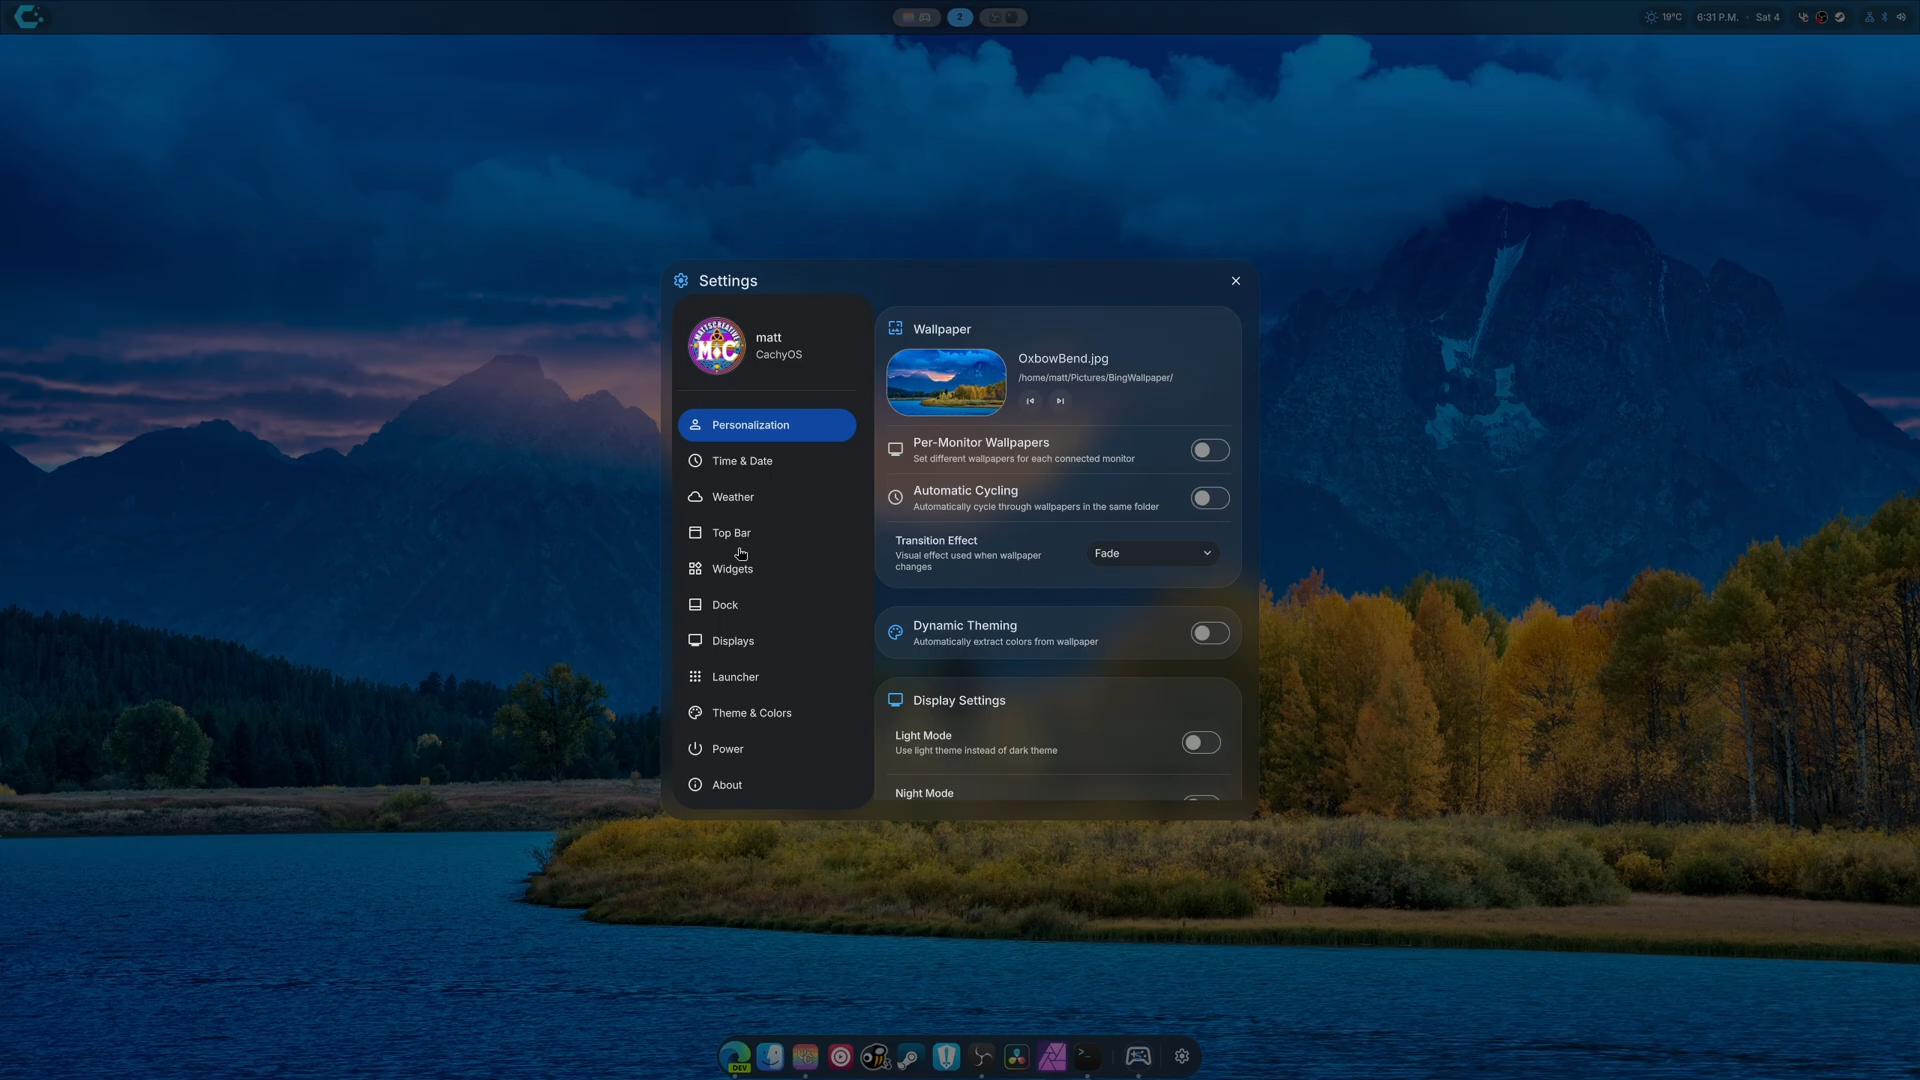 2
19°C
6:31 P.M. • Sat 4
Settings
MATTSCREATIVE
MC
matt
CachyOS
Personalization
Time & Date
Weather
Top Bar
Widgets
Dock
Displays
Launcher
Theme & Colors
Power
About
Wallpaper
OxbowBend.jpg
/home/matt/Pictures/BingWallpaper/
Per-Monitor Wallpapers
Set different wallpapers for each connected monitor
Automatic Cycling
Automatically cycle through wallpapers in the same folder
Transition Effect
Visual effect used when wallpaper
changes
Fade
Dynamic Theming
Automatically extract colors from wallpaper
Display Settings
Light Mode
Use light theme instead of dark theme
Night Mode
DEV